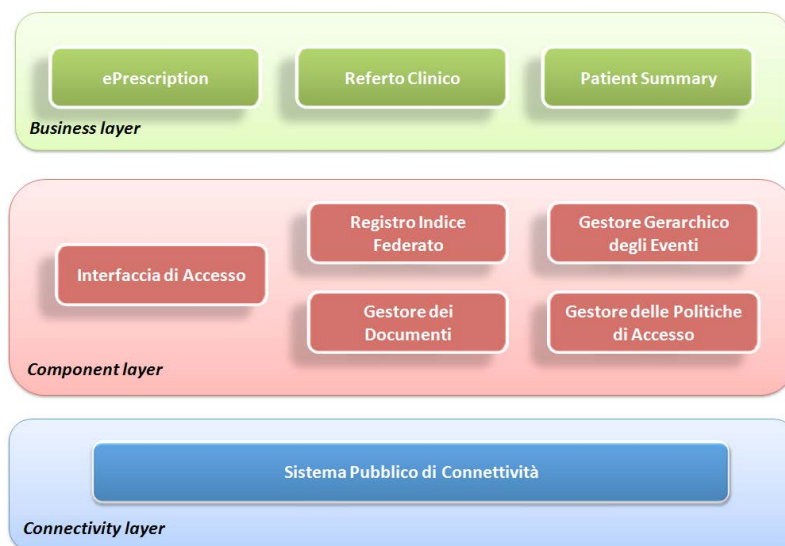 ePrescription
Referto Clinico
Patient Summary
Business layer
Interfaccia di Accesso
Registro Indice
Federato
Gestore Gerarchico
degli Eventi
Gestore dei
Documenti
Gestore delle Politiche
di Accesso
Component layer
Sistema Pubblico di Connettività
Connectivity layer